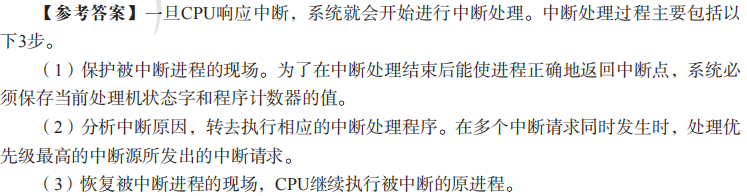 【参考答案】一旦CPU响应中断，系统就会开始进行中断处理。中断处理过程主要包括以
下3步。
（1）保护被中断进程的现场。为了在中断处理结束后能使进程正确地返回中断点，系统必
须保存当前处理机状态字和程序计数器的值。
（2）分析中断原因，转去执行相应的中断处理程序。在多个中断请求同时发生时，处理优
先级最高的中断源所发出的中断请求。
（3）恢复被中断进程的现场，CPU继续执行被中断的原进程。